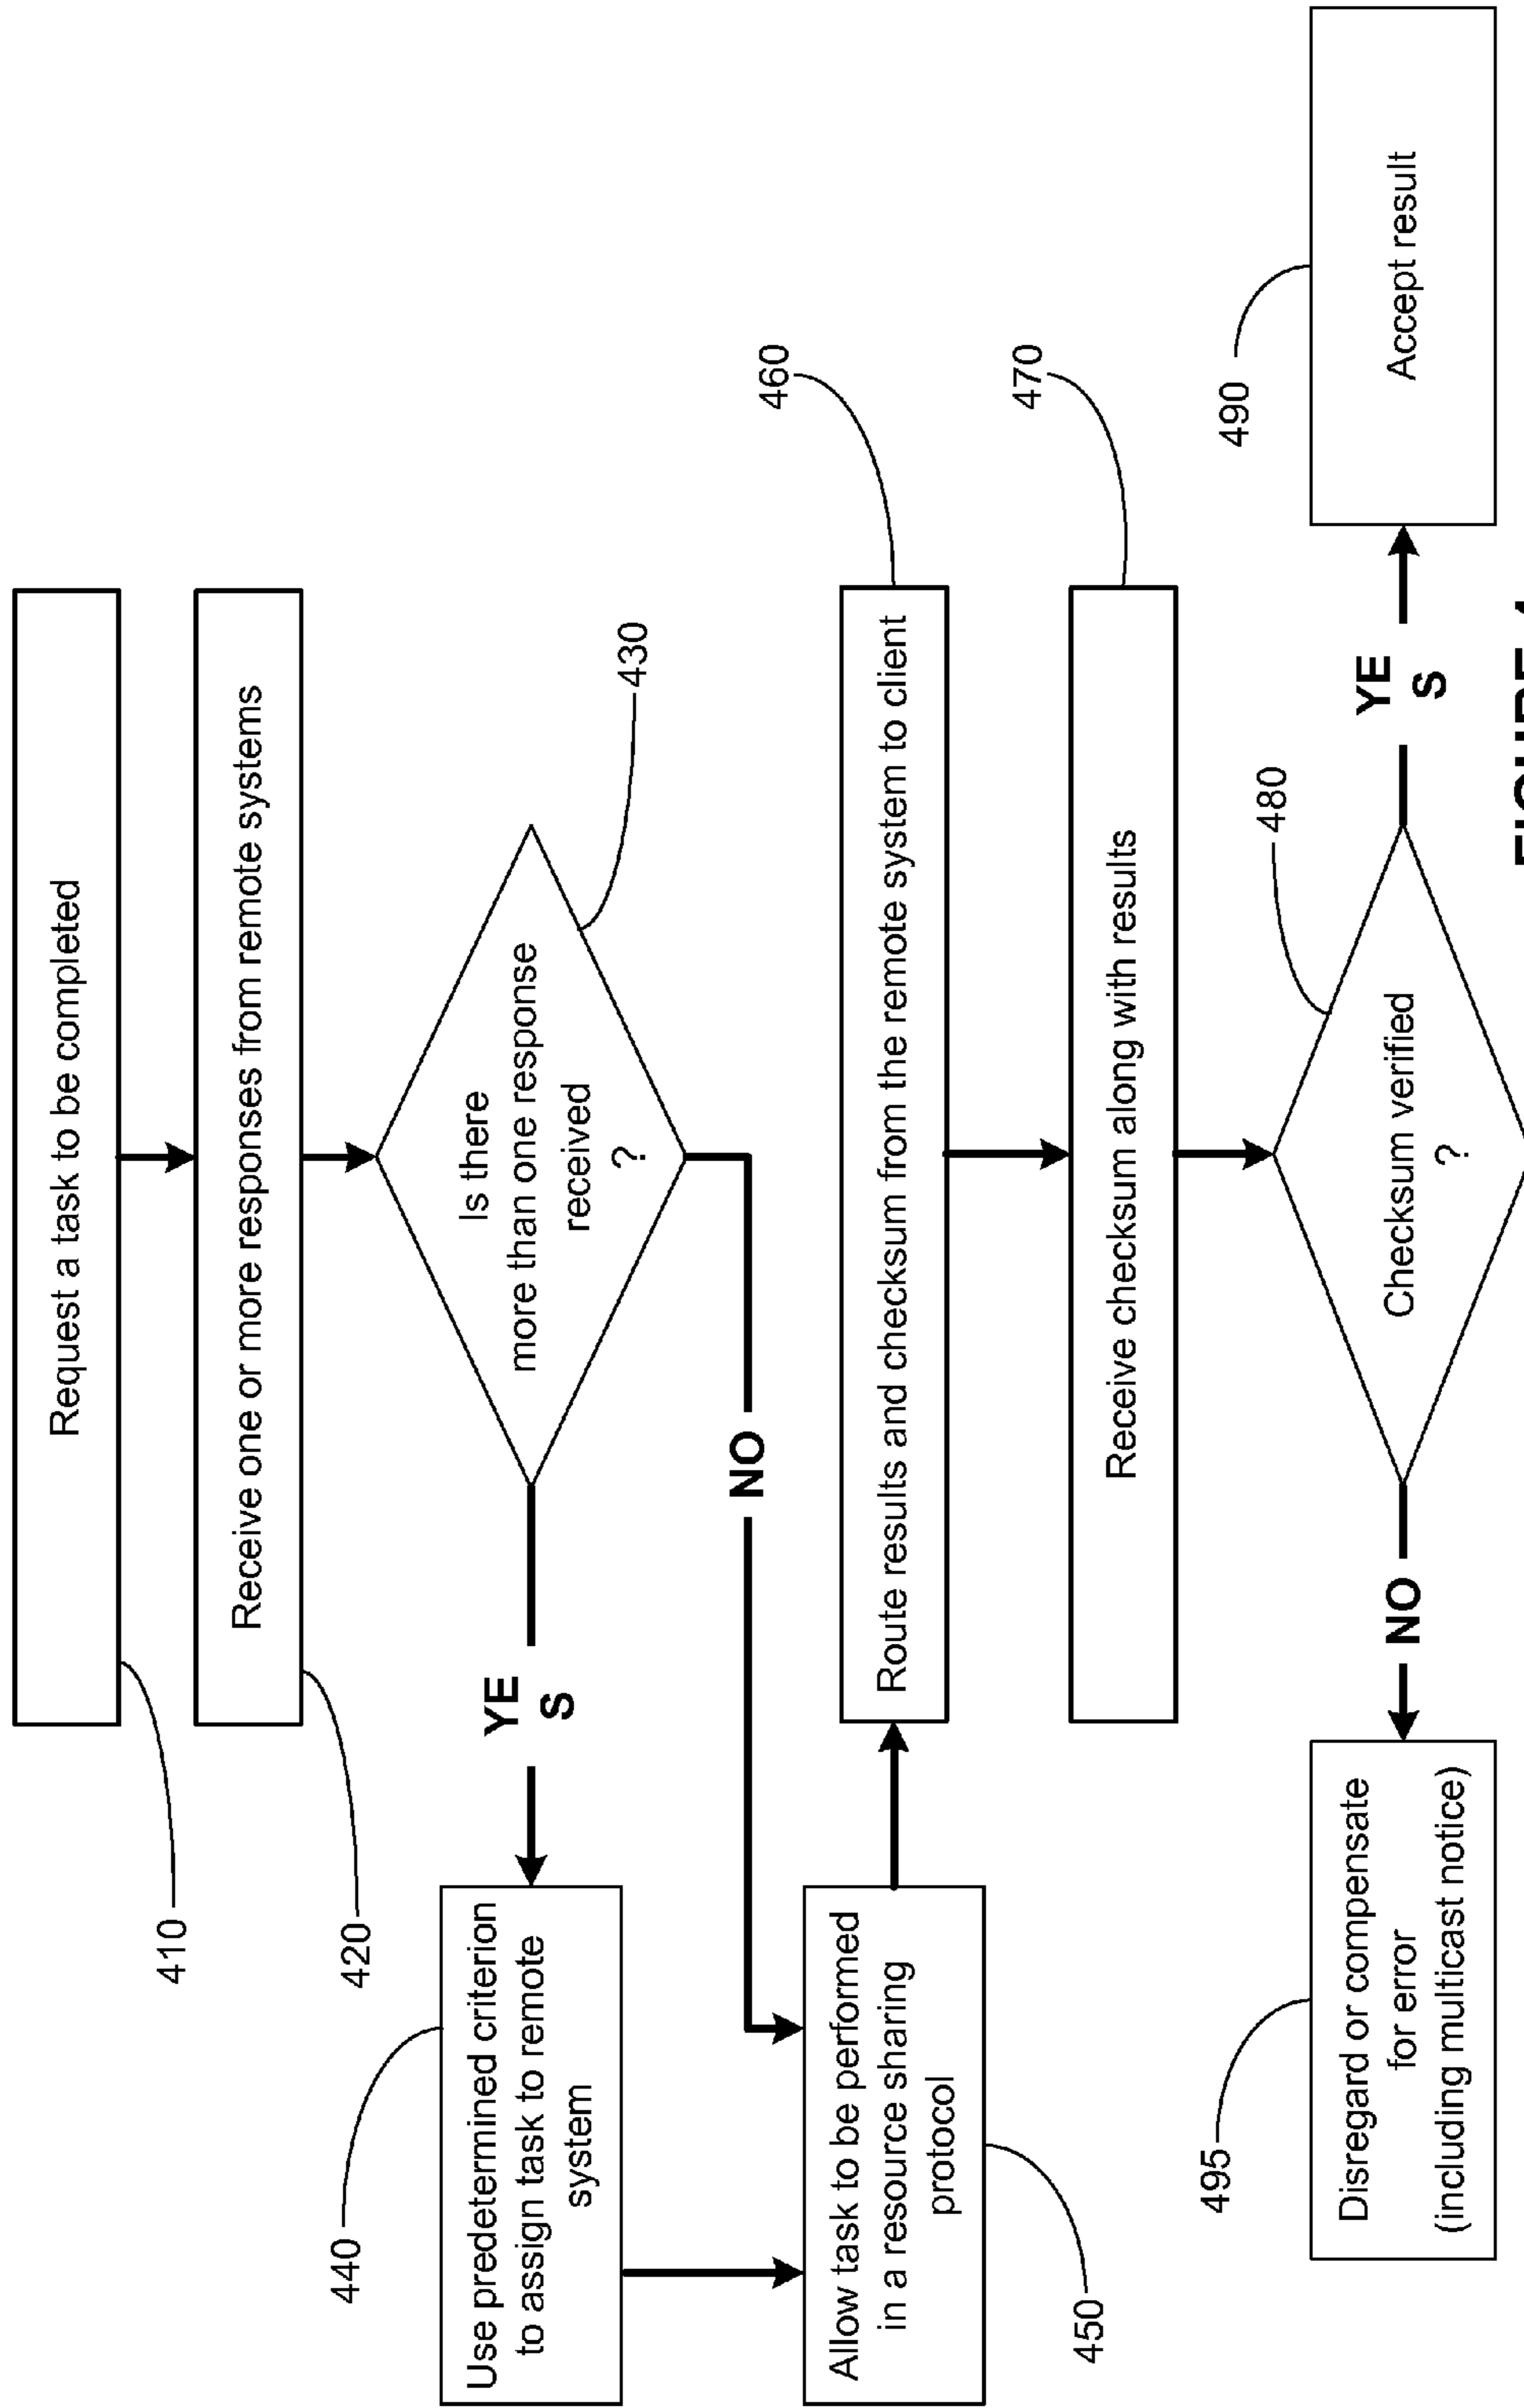 Request a task to be completed
410
Receive one or more responses from remote systems
420
Is there
more than one response
received
?
430
YE
S
NO
Use predetermined criterion
to assign task to remote
system
440
Allow task to be performed
in a resource sharing
protocol
450
Route results and checksum from the remote system to client
460
Receive checksum along with results
470
Checksum verified
?
480
YE
S
NO
Accept result
490
Disregard or compensate
for error
(including multicast notice)
495
FIGURE 4